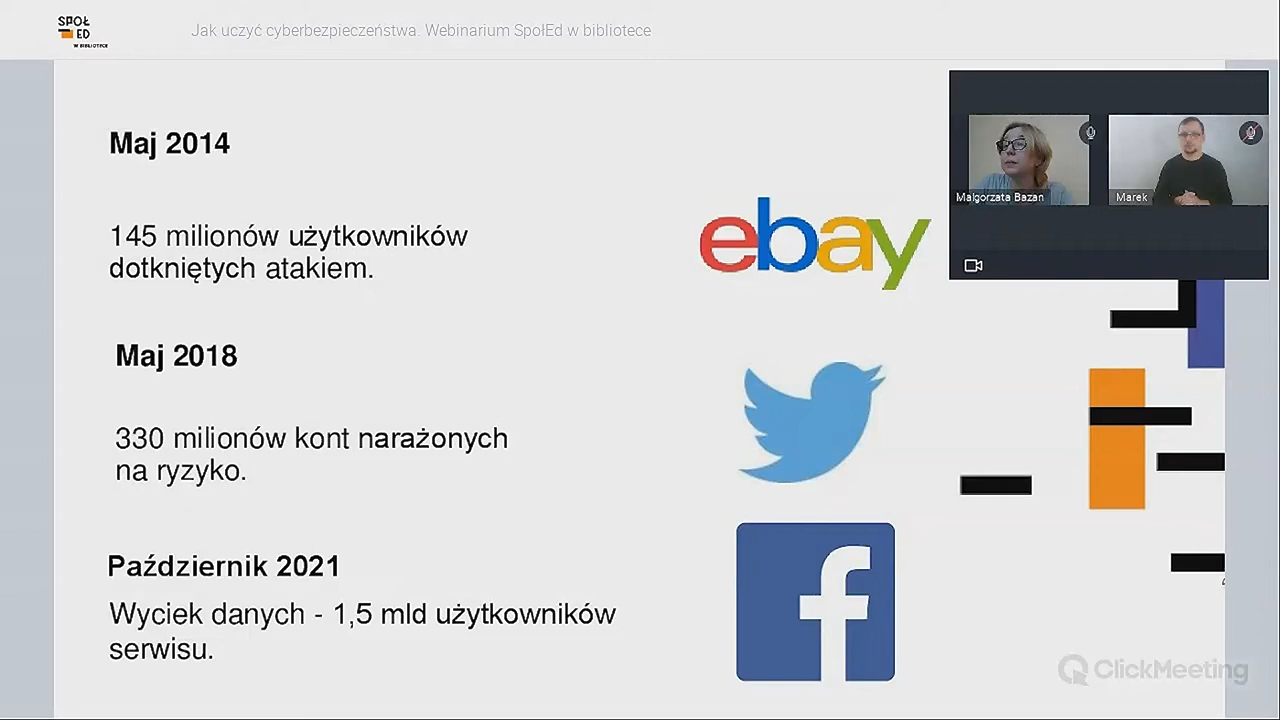 SPOŁ
ED
W BIBLIOTECE
Jak uczyć cyberbezpieczeństwa. Webinarium SpołEd w bibliotece
Maj 2014
145 milionów użytkowników
dotkniętych atakiem.
ebay
Malgorzata Bazan
Marek
Maj 2018
330 milionów kont narażonych
na ryzyko.
Październik 2021
Wyciek danych - 1,5 mld użytkowników
serwisu.
f
ClickMeeting